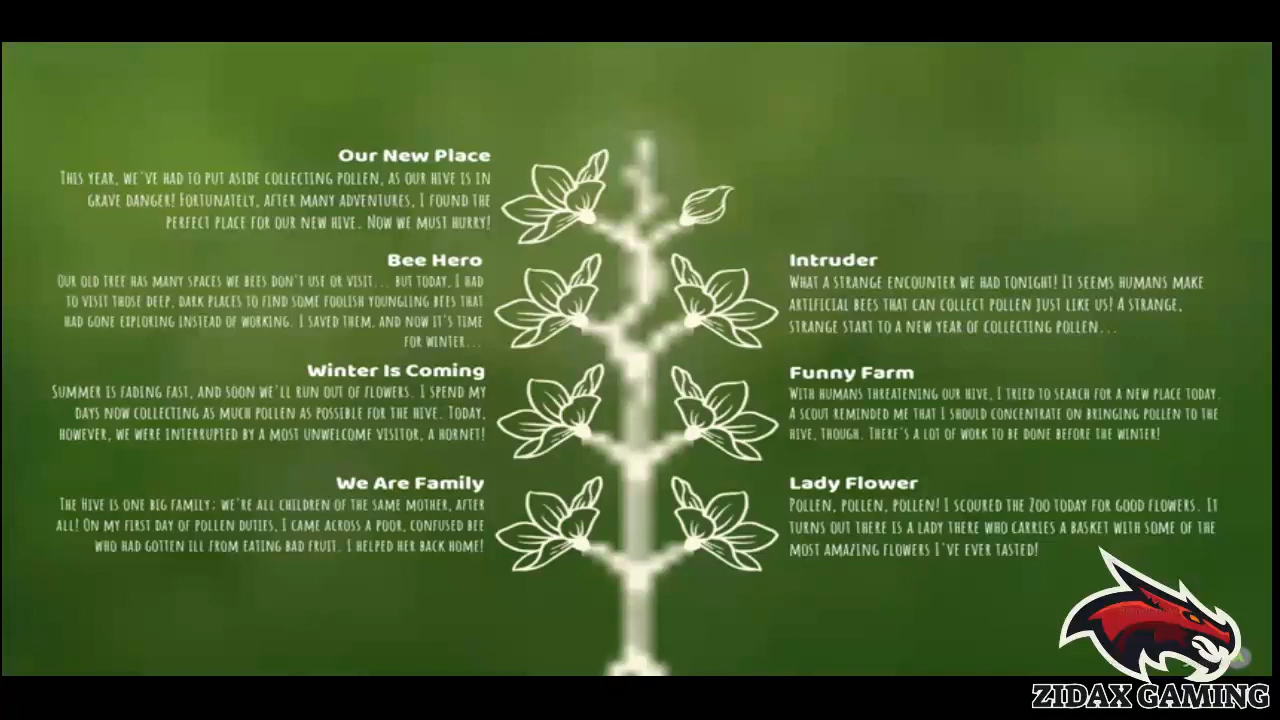 Our New Place
This year, we've had to put aside collecting pollen, as our hive is in
grave danger! Fortunately, after many adventures, I found the
perfect place for our new hive. Now we must hurry!
Bee Hero
Our old tree has many spaces we bees don't use or visit... but today, I had
to visit those deep, dark places to find some foolish youngling bees that
had gone exploring instead of working. I saved them, and now it's time
for winter...
Winter Is Coming
Summer is fading fast, and soon we'll run out of flowers. I spend my
days now collecting as much pollen as possible for the hive. Today,
however, we were interrupted by a most unwelcome visitor, a hornet!
We Are Family
The Hive is one big family: we're all children of the same mother, after
all! On my first day of pollen duties, I came across a poor, confused bee
who had gotten ill from eating bad fruit. I helped her back home!
Intruder
What a strange encounter we had tonight! It seems humans make
artificial bees that can collect pollen just like us! A strange,
strange start to a new year of collecting pollen...
Funny Farm
With humans threatening our hive, I tried to search for a new place today.
A scout reminded me that I should concentrate on bringing pollen to the
hive, though. There's a lot of work to be done before the winter!
Lady Flower
Pollen, pollen, pollen! I scoured the Zoo today for good flowers. It
turns out there is a lady there who carries a basket with some of the
most amazing flowers I've ever tasted!
ZIDAX GAMING